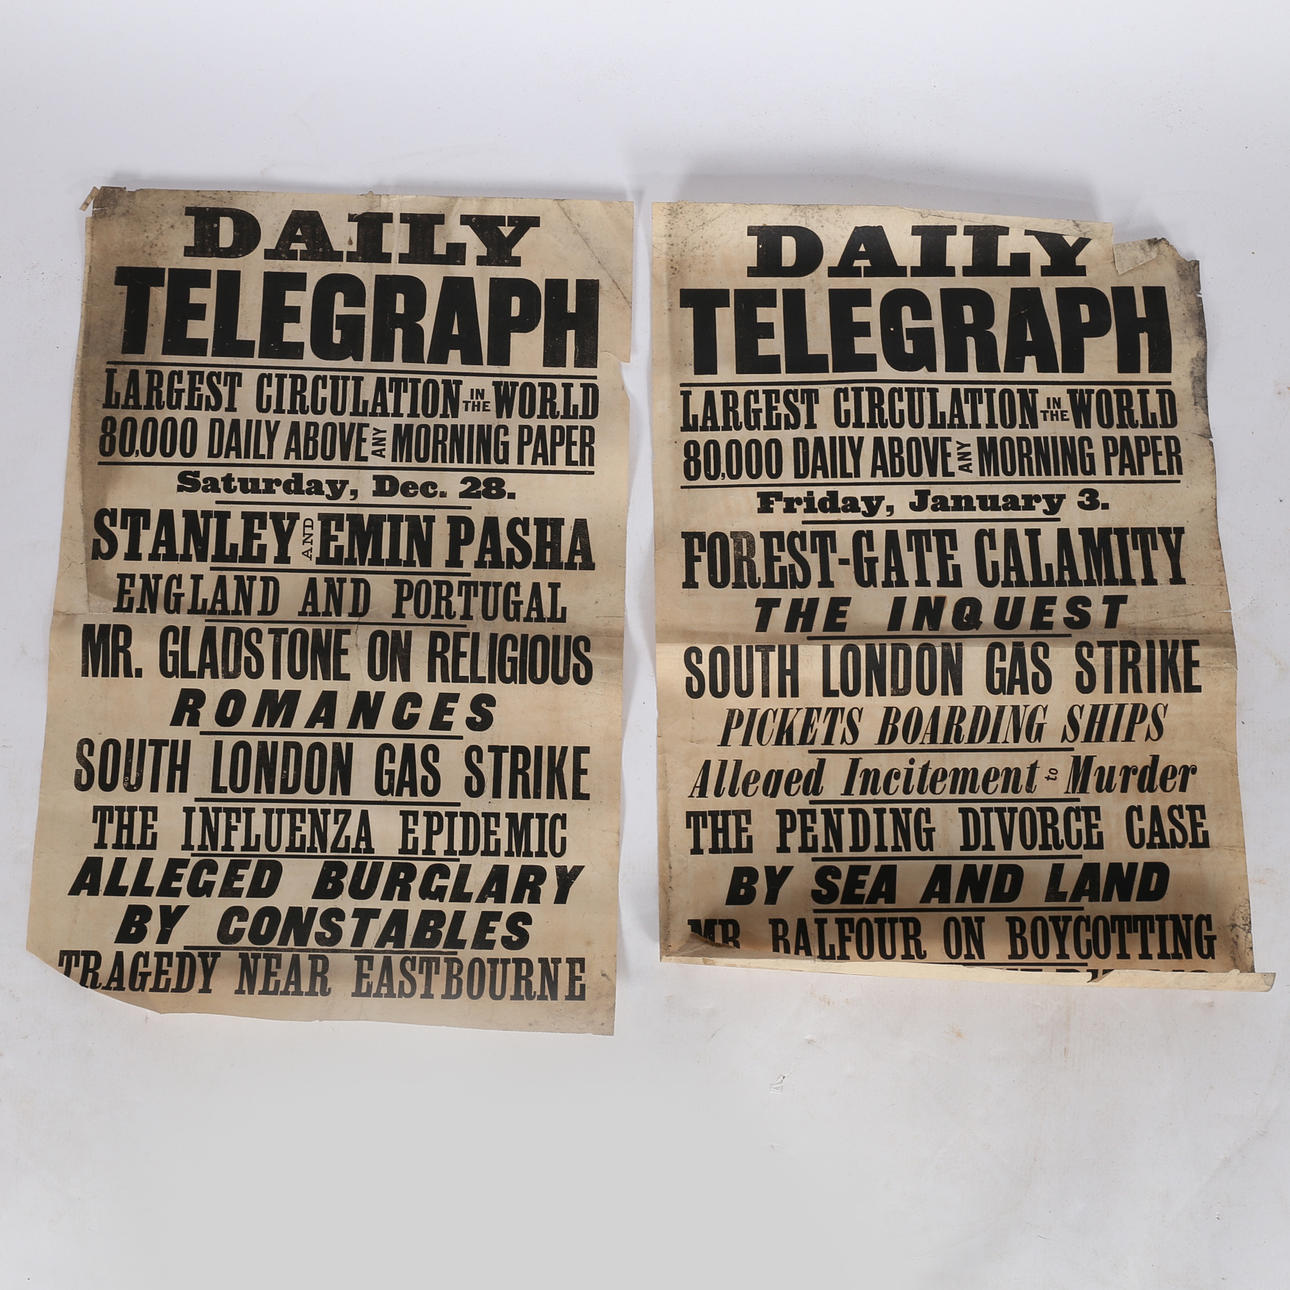 DAILY
TELEGRAPH
LARGEST CIRCULATION IN THE WORLD
80,000 DAILY ABOVE ANY MORNING PAPER
Saturday, Dec. 28.
STANLEY AND EMIN PASHA
ENGLAND AND PORTUGAL
MR. GLADSTONE ON RELIGIOUS
ROMANCES
SOUTH LONDON GAS STRIKE
THE INFLUENZA EPIDEMIC
ALLEGED BURGLARY
BY CONSTABLES
TRAGEDY NEAR EASTBOURNE
DAILY
TELEGRAPH
LARGEST CIRCULATION IN THE WORLD
80,000 DAILY ABOVE ANY MORNING PAPER
Friday, January 3.
FOREST-GATE CALAMITY
THE INQUEST
SOUTH LONDON GAS STRIKE
PICKETS BOARDING SHIPS
Alleged Incitement to Murder
THE PENDING DIVORCE CASE
BY SEA AND LAND
MR BALFOUR ON BOYCOTTING